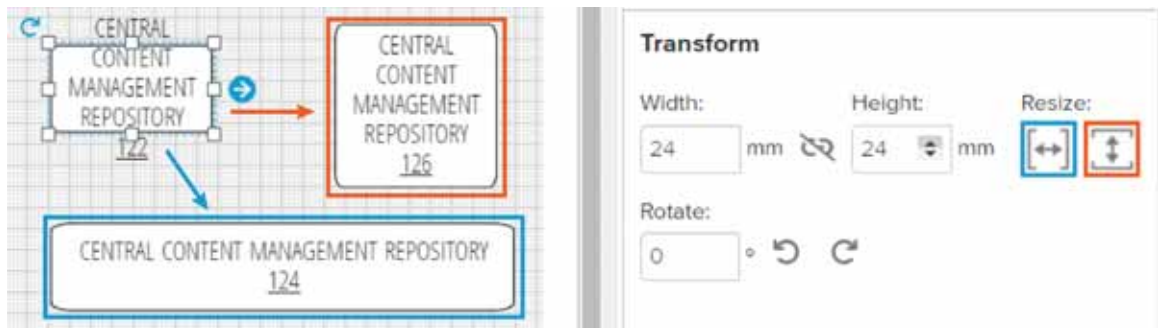 CENTRAL
CONTENT
MANAGEMENT
REPOSITORY
122
CENTRAL
CONTENT
MANAGEMENT
REPOSITORY
126
CENTRAL CONTENT MANAGEMENT REPOSITORY
124
Transform
Width: Height: Resize:
24 mm 24 mm
Rotate:
0 °